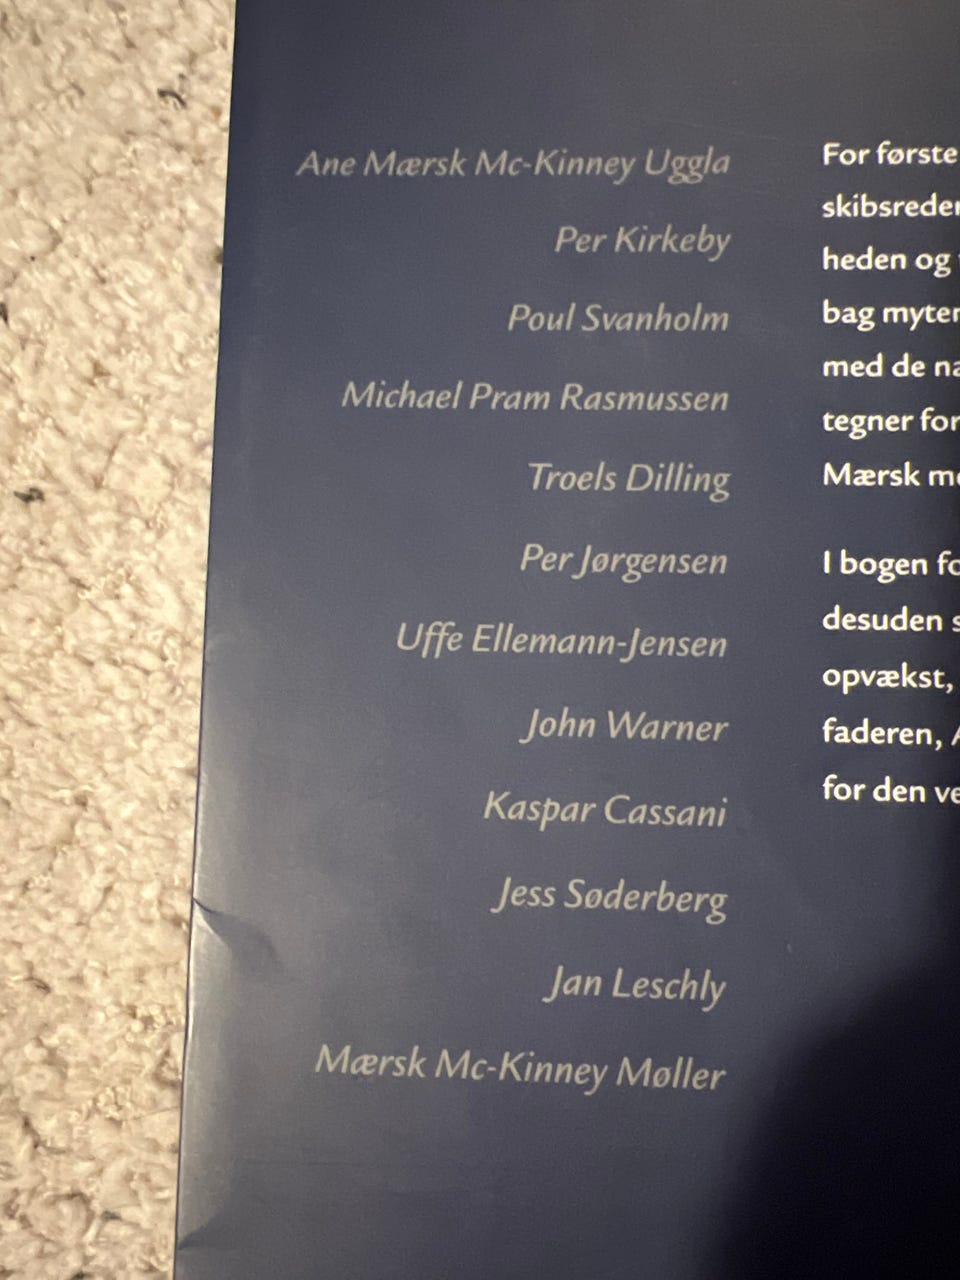 Ane Mærsk Mc-Kinney Uggla
Per Kirkeby
Poul Svanholm
Michael Pram Rasmussen
Troels Dilling
Per Jørgensen
Uffe Ellemann-Jensen
John Warner
Kaspar Cassani
Jess Søderberg
Jan Leschly
Mærsk Mc-Kinney Møller
For første
skibsreder
heden og
bag myter
med de
tegner for
Mærsk
I bogen
desuden
opvækst,
faderen,
for den